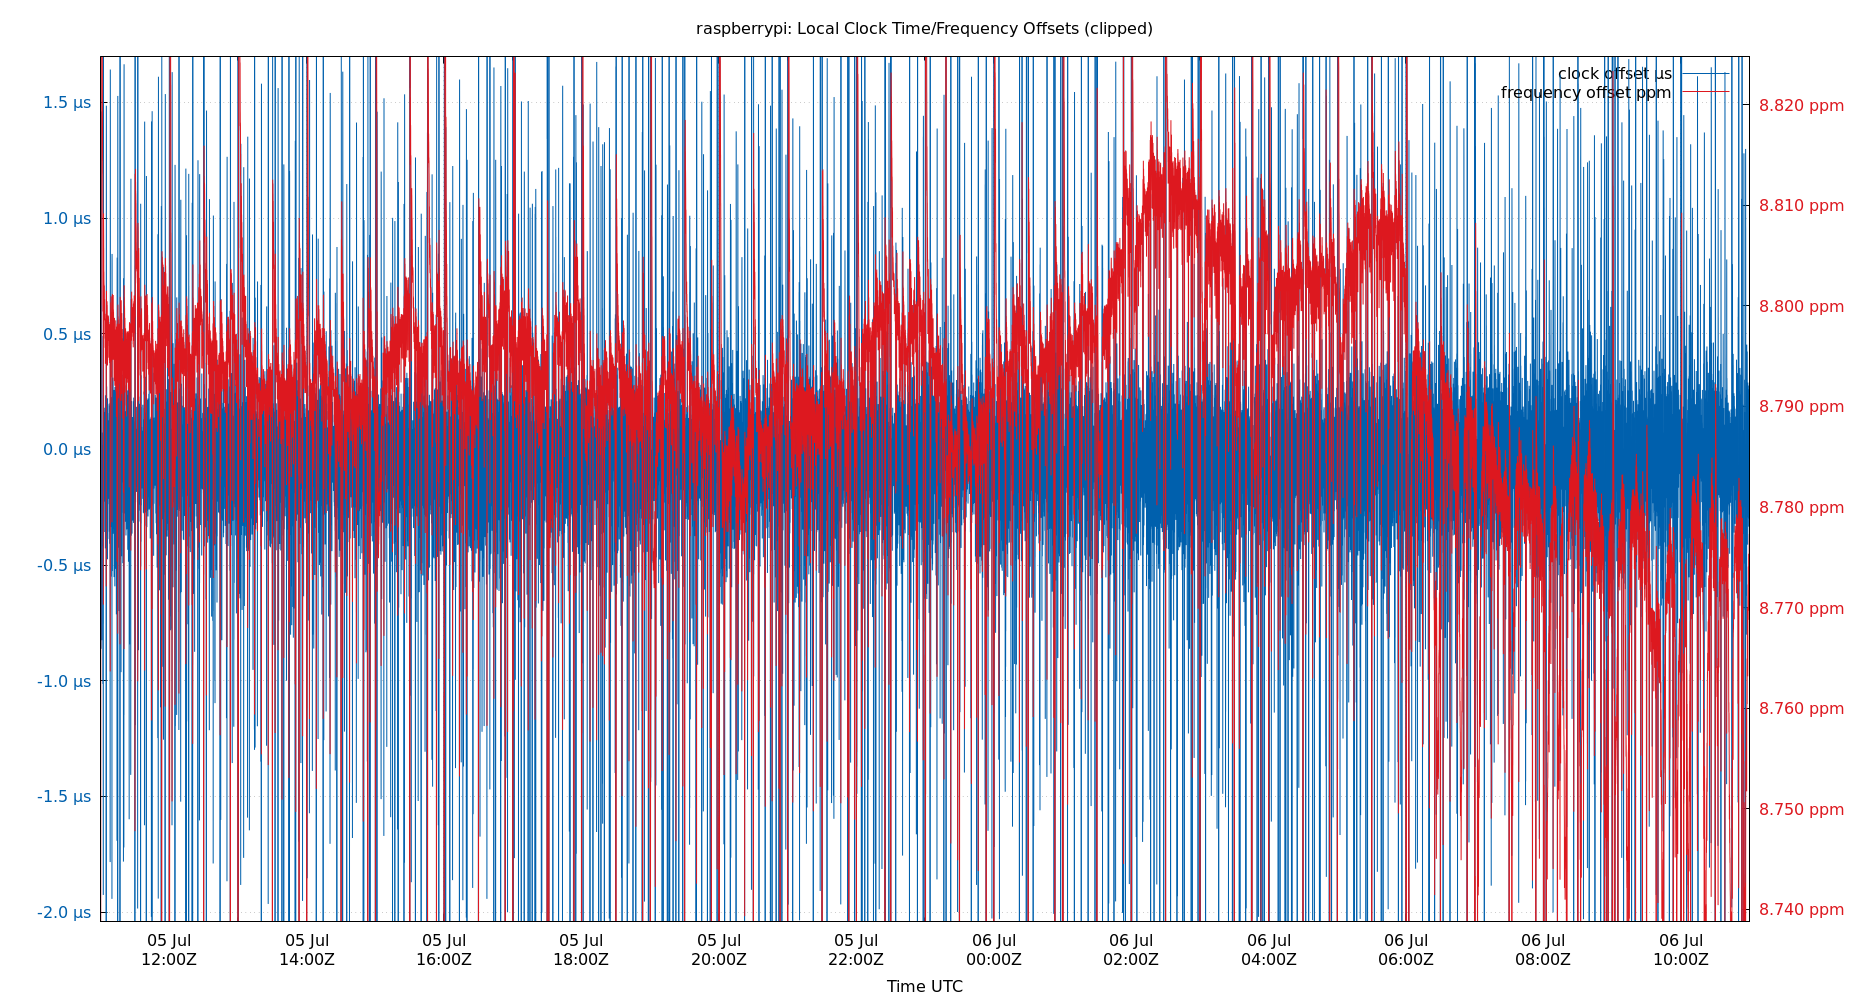 raspberrypi: Local Clock Time/Frequency Offsets (clipped)
clock offset µs
frequency offset ppm
1.5 µs
1.0 µs
0.5 µs
0.0 µs
-0.5 µs
-1.0 µs
-1.5 µs
-2.0 µs
8.820 ppm
8.810 ppm
8.800 ppm
8.790 ppm
8.780 ppm
8.770 ppm
8.760 ppm
8.750 ppm
8.740 ppm
05 Jul 05 Jul 05 Jul 05 Jul 05 Jul 05 Jul 06 Jul 06 Jul 06 Jul 06 Jul 06 Jul 06 Jul
12:00Z 14:00Z 16:00Z 18:00Z 20:00Z 22:00Z 00:00Z 02:00Z 04:00Z 06:00Z 08:00Z 10:00Z
Time UTC